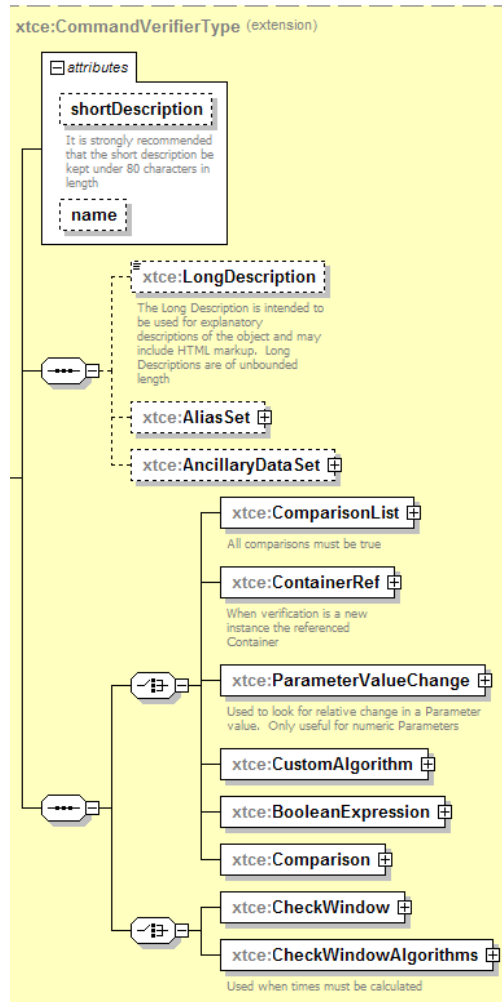 xtce:CommandVerifierType (extension)
attributes
shortDescription
It is strongly recommended
that the short description be
kept under 80 characters in
length
name
xtce:LongDescription
The Long Description is intended to
be used for explanatory
descriptions of the object and may
include HTML markup.  Long
Descriptions are of unbounded
length
xtce:AliasSet
xtce:AncillaryDataSet
xtce:ComparisonList
All comparisons must be true
xtce:ContainerRef
When verification is a new
instance the referenced
Container
xtce:ParameterValueChange
Used to look for relative change in a Parameter
value.  Only useful for numeric Parameters
xtce:CustomAlgorithm
xtce:BooleanExpression
xtce:Comparison
xtce:CheckWindow
xtce:CheckWindowAlgorithms
Used when times must be calculated